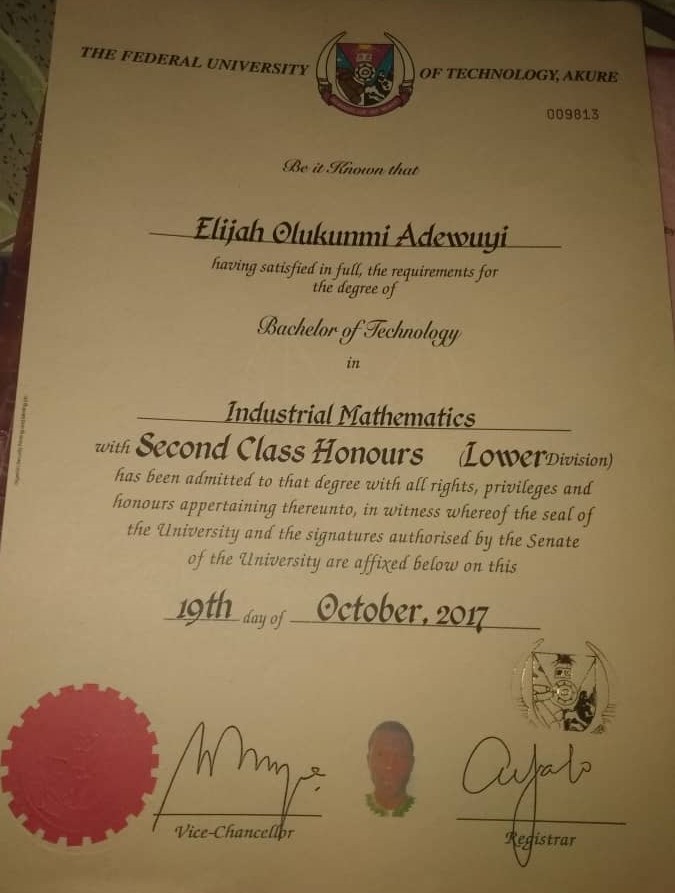 THE FEDERAL UNIVERSITY OF TECHNOLOGY, AKURE
009813
Be it Known that
Elijah Olukunmi Adewuyi
having satisfied in full, the requirements for
the degree of
Bachelor of Technology
in
Industrial Mathematics
with Second Class Honours (Lower Division)
has been admitted to that degree with all rights, privileges and
honours appertaining thereunto, in witness whereof the seal of
the University and the signatures authorised by the Senate
of the University are affixed below on this
19th day of October, 2017
Vice-Chancellor
Registrar